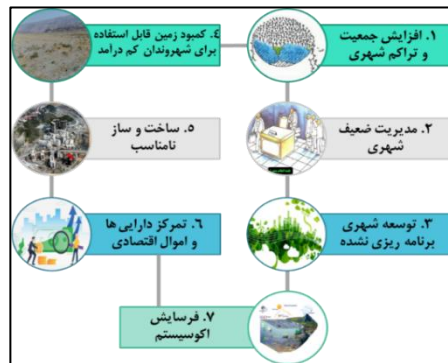 ۱. افزایش جمعیت
و تراکم شهری
۲. مدیریت ضعیف
شهری
۳. توسعه شهری
برنامه ریزی نشده
۴. کمبود زمین قابل استفاده
برای شهروندان کم درآمد
۵. ساخت و ساز
نامناسب
۶. تمرکز دارایی ها
و اموال اقتصادی
۷. فرسایش
اکوسیستم